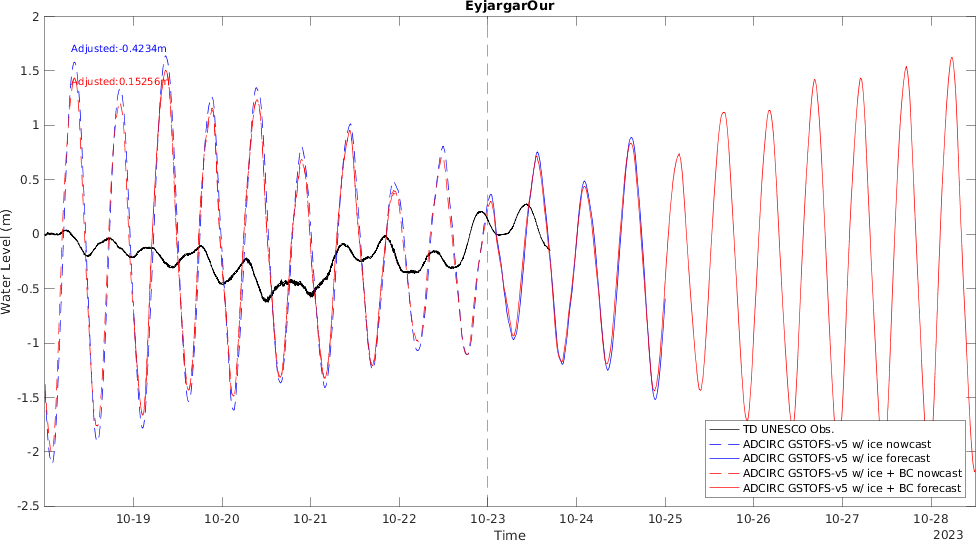 EyjargarOur
Adjusted:-0.4234m
Adjusted:0.15256m
Water Level (m)
2
1.5
1
0.5
0
-0.5
-1
-1.5
-2
-2.5
TD UNESCO Obs.
ADCIRC GSTOFS-v5 w/ ice nowcast
ADCIRC GSTOFS-v5 w/ ice forecast
ADCIRC GSTOFS-v5 w/ ice + BC nowcast
ADCIRC GSTOFS-v5 w/ ice + BC forecast
10-19 10-20 10-21 10-22 10-23 10-24 10-25 10-26 10-27 10-28
2023
Time